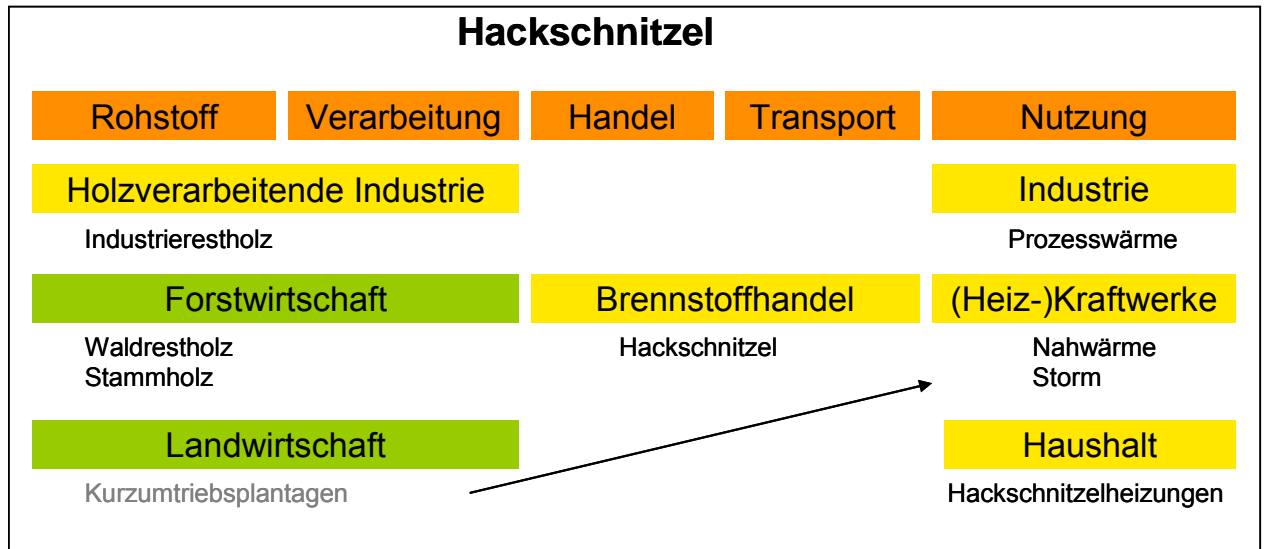 Hackschnitzel
Rohstoff Verarbeitung Handel Transport Nutzung
Holzverarbeitende Industrie Industrie
Industrierestholz Prozesswärme
Forstwirtschaft Brennstoffhandel (Heiz-)Kraftwerke
Waldrestholz Hackschnitzel Nahwärme
Stammholz Storm
Landwirtschaft Haushalt
Kurzumtriebsplantagen Hackschnitzelheizungen